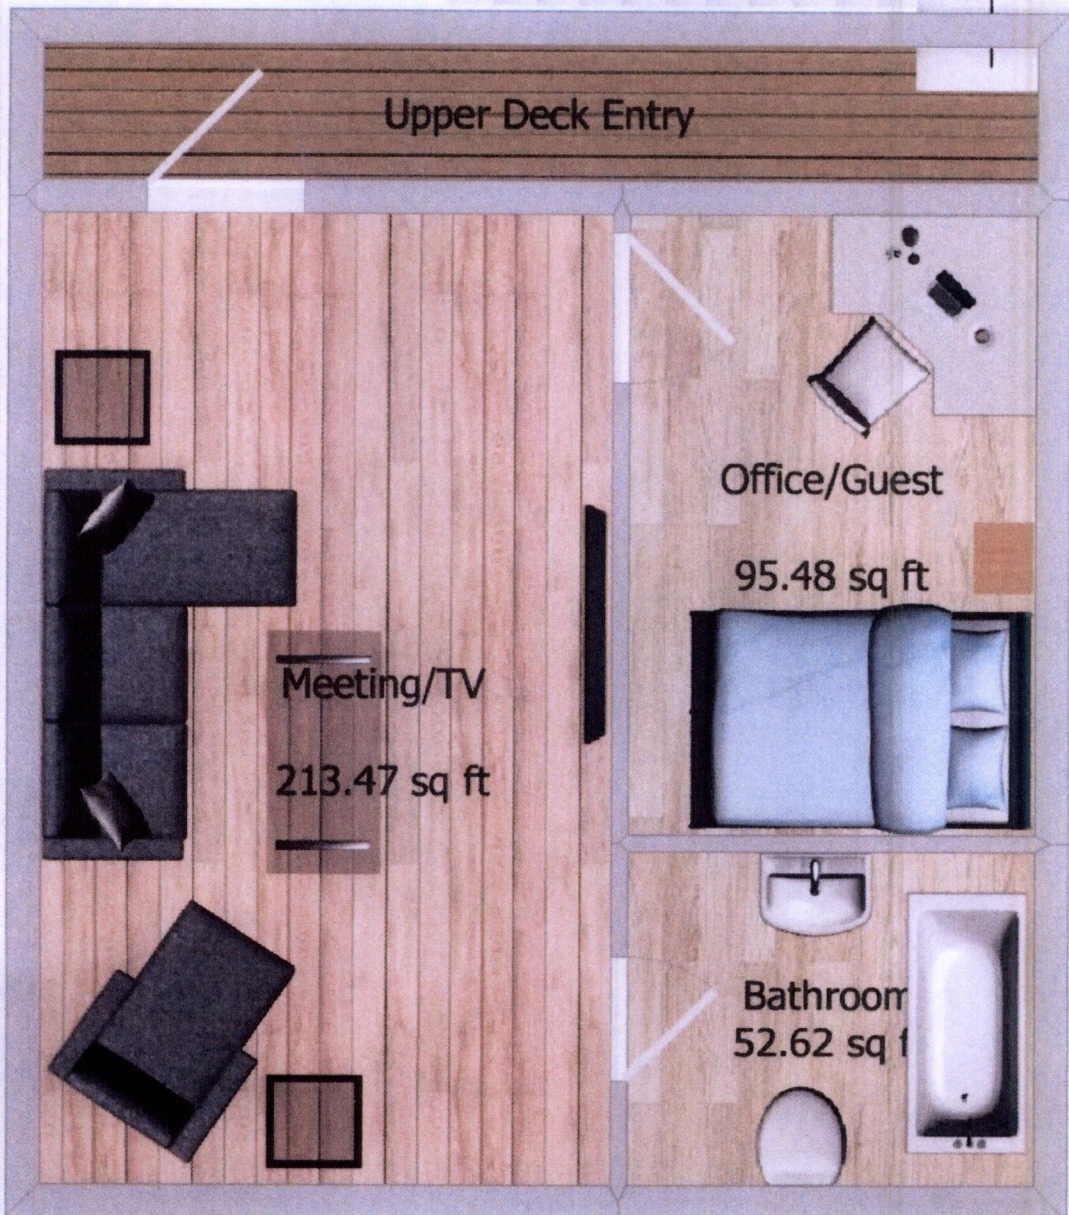 Upper Deck Entry
Office/Guest
95.48 sq ft
Meeting/TV
213.47 sq ft
Bathroom
52.62 sq f